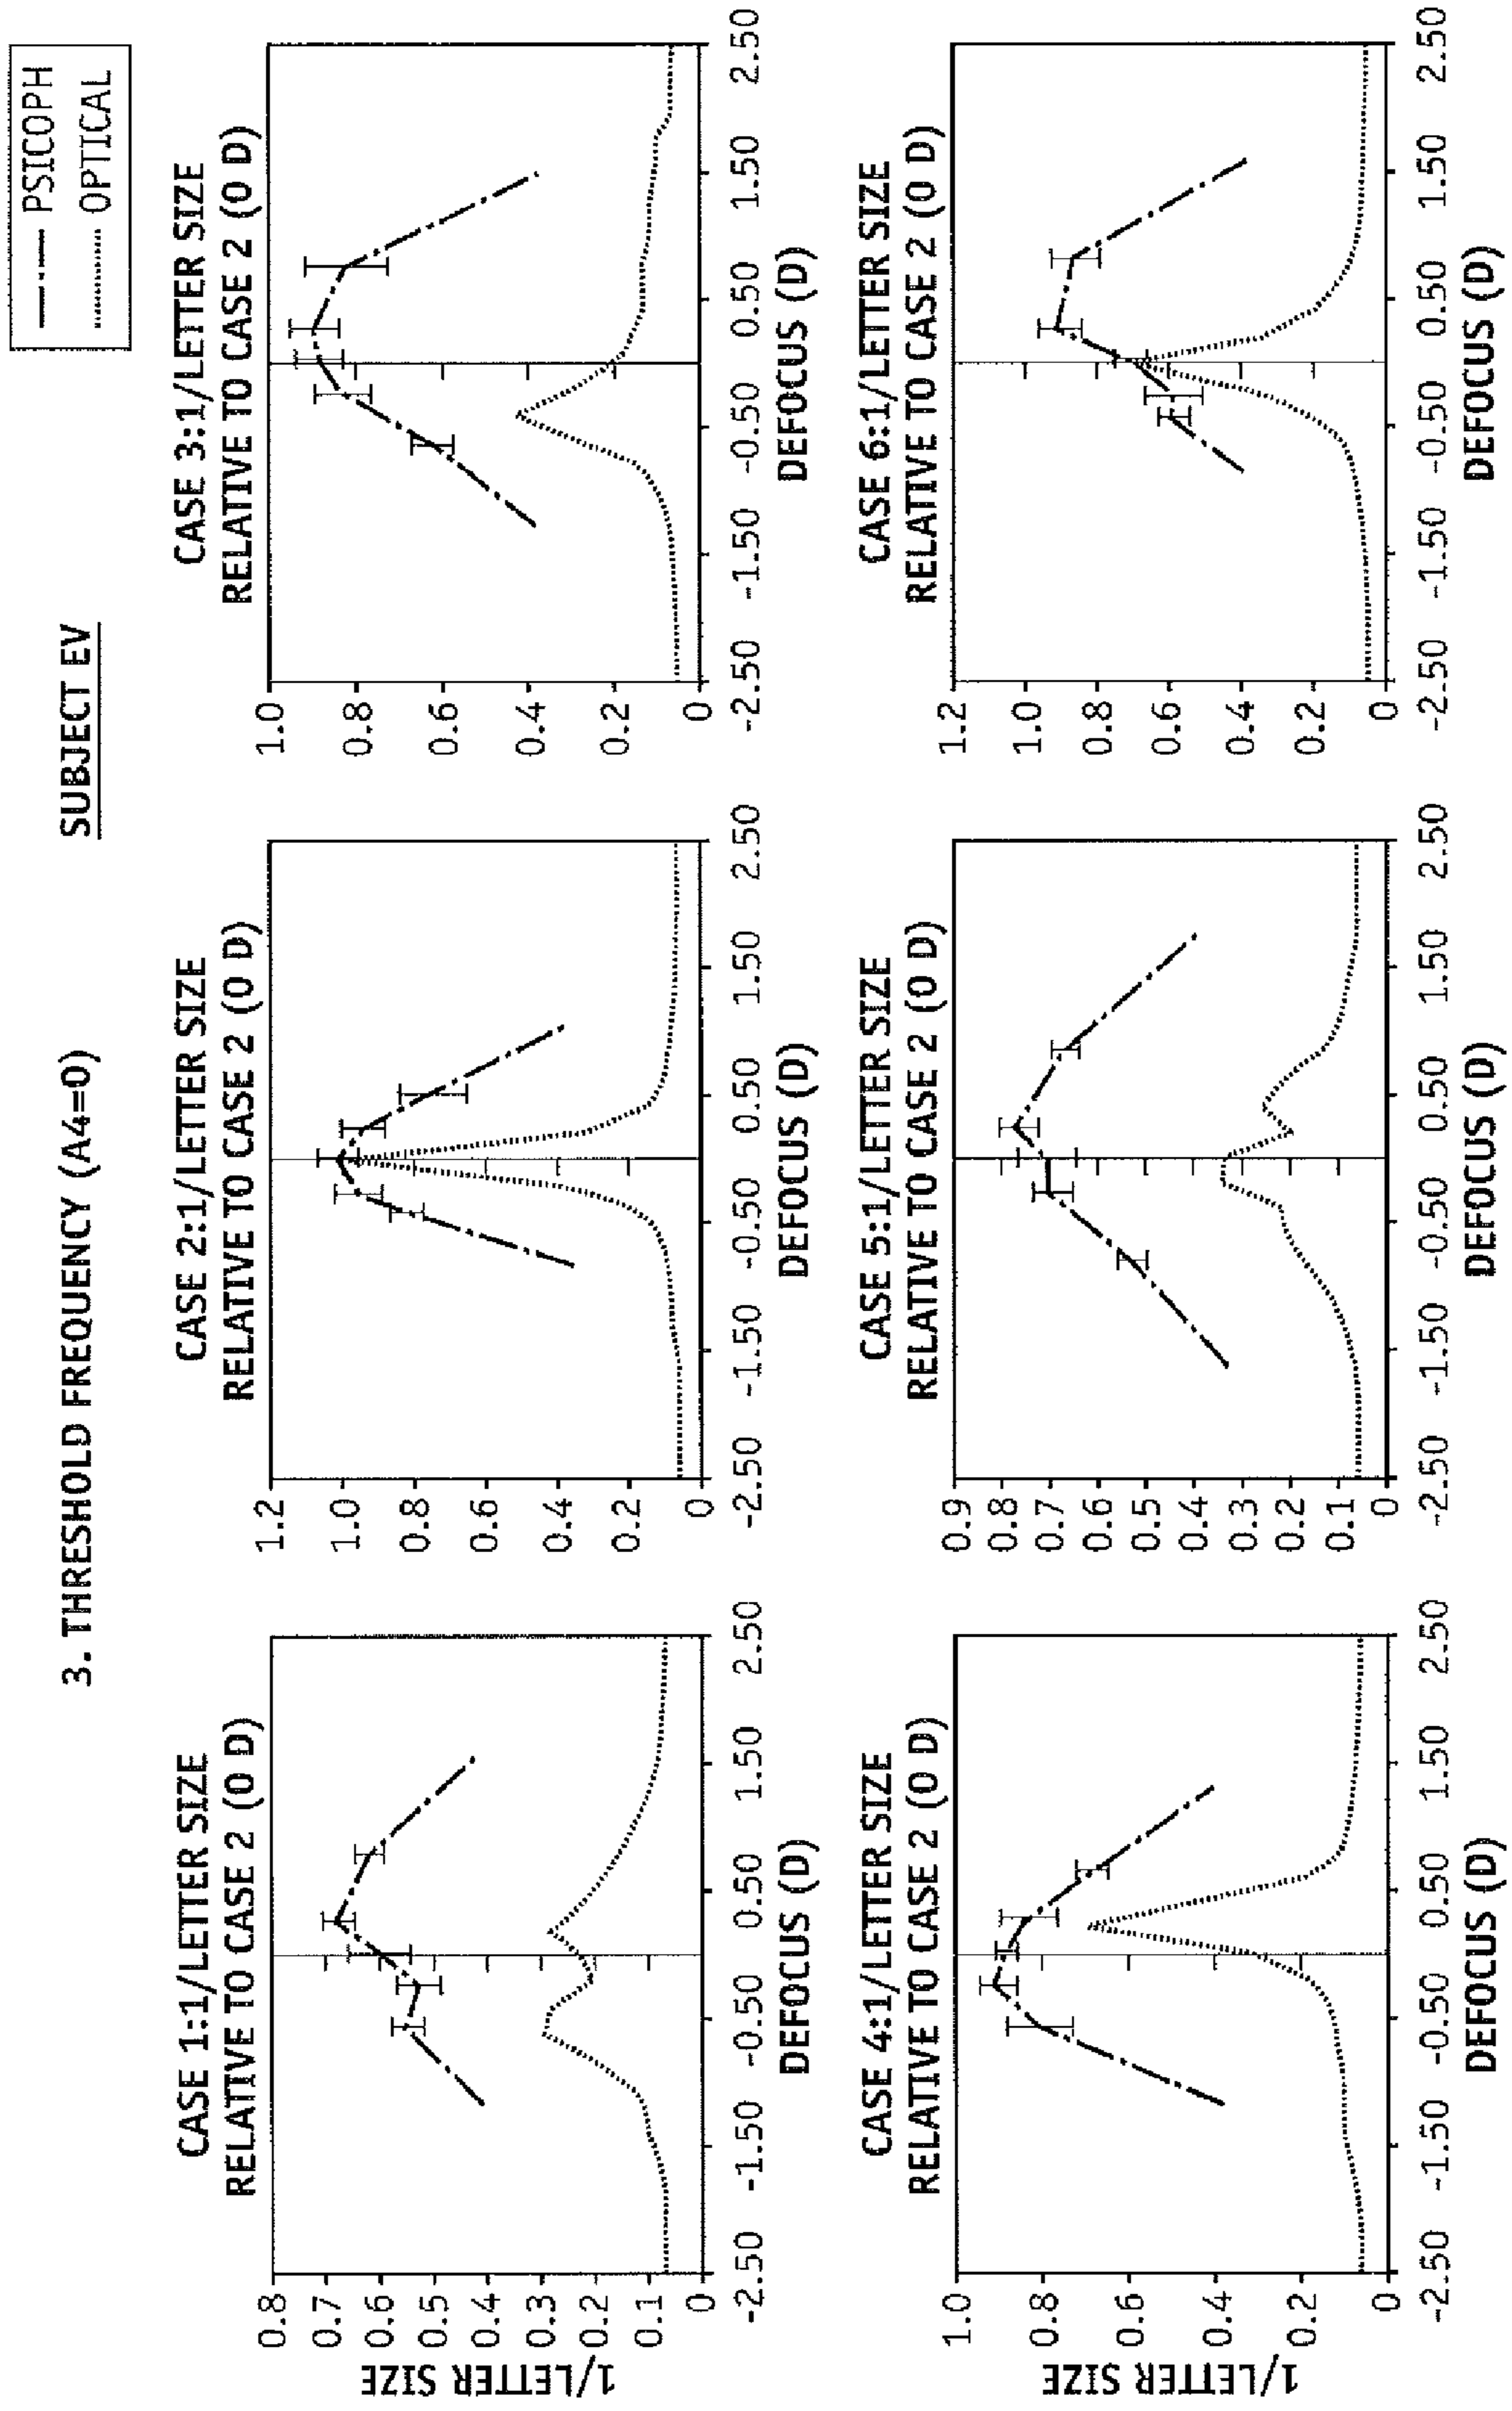 3. THRESHOLD FREQUENCY (A4=0)
SUBJECT EV
PSICOPH
OPTICAL
CASE 1:1/LETTER SIZE
RELATIVE TO CASE 2 (0 D)
1/LETTER SIZE
0.8
0.7
0.6
0.5
0.4
0.3
0.2
0.1
0
-2.50 -1.50 -0.50 0.50 1.50 2.50
DEFOCUS (D)
CASE 2:1/LETTER SIZE
RELATIVE TO CASE 2 (0 D)
1.2
1.0
0.8
0.6
0.4
0.2
0
-2.50 -1.50 -0.50 0.50 1.50 2.50
DEFOCUS (D)
CASE 3:1/LETTER SIZE
RELATIVE TO CASE 2 (0 D)
1.0
0.8
0.6
0.4
0.2
0
-2.50 -1.50 -0.50 0.50 1.50 2.50
DEFOCUS (D)
CASE 4:1/LETTER SIZE
RELATIVE TO CASE 2 (0 D)
1/LETTER SIZE
1.0
0.8
0.6
0.4
0.2
0
-2.50 -1.50 -0.50 0.50 1.50 2.50
DEFOCUS (D)
CASE 5:1/LETTER SIZE
RELATIVE TO CASE 2 (0 D)
0.9
0.8
0.7
0.6
0.5
0.4
0.3
0.2
0.1
0
-2.50 -1.50 -0.50 0.50 1.50 2.50
DEFOCUS (D)
CASE 6:1/LETTER SIZE
RELATIVE TO CASE 2 (0 D)
1.2
1.0
0.8
0.6
0.4
0.2
0
-2.50 -1.50 -0.50 0.50 1.50 2.50
DEFOCUS (D)